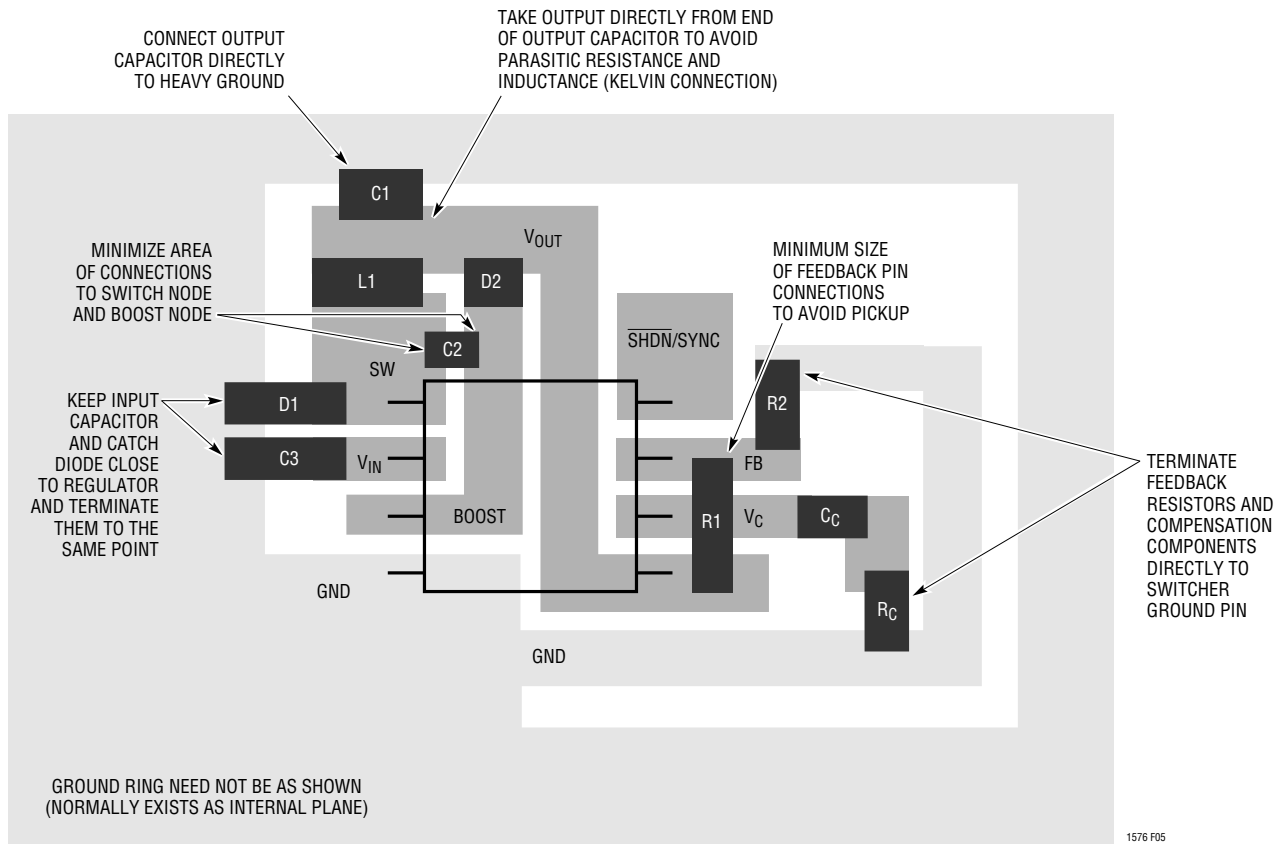 CONNECT OUTPUT
CAPACITOR DIRECTLY
TO HEAVY GROUND
TAKE OUTPUT DIRECTLY FROM END
OF OUTPUT CAPACITOR TO AVOID
PARASITIC RESISTANCE AND
INDUCTANCE (KELVIN CONNECTION)
C1
VOUT
MINIMIZE AREA
OF CONNECTIONS
TO SWITCH NODE
AND BOOST NODE
L1
D2
C2
SW
MINIMUM SIZE
OF FEEDBACK PIN
CONNECTIONS
TO AVOID PICKUP
SHDN/SYNC
KEEP INPUT
CAPACITOR
AND CATCH
DIODE CLOSE
TO REGULATOR
AND TERMINATE
THEM TO THE
SAME POINT
D1
C3
VIN
BOOST
GND
R2
FB
R1
VC
CC
RC
GND
TERMINATE
FEEDBACK
RESISTORS AND
COMPENSATION
COMPONENTS
DIRECTLY TO
SWITCHER
GROUND PIN
GROUND RING NEED NOT BE AS SHOWN
(NORMALLY EXISTS AS INTERNAL PLANE)
1576 F05